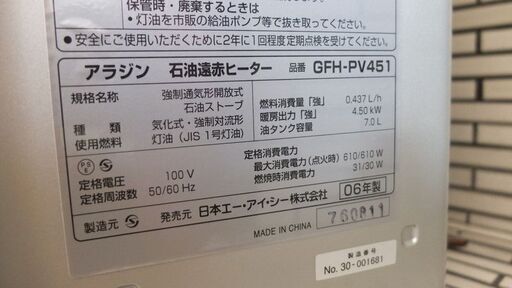 保管時・廃棄するときは
・灯油を市販の給油ポンプ等で抜き取ってください。
●安全にご使用いただくために2年に1回程度定期点検を受けてください。
アラジン 石油遠赤ヒーター 品番 GFH-PV451
規格名称 強制通気形開放式
石油ストーブ
種類 気化式・強制対流形
使用燃料 灯油（JIS 1号灯油）
燃料消費量「強」 0.437 L/h
暖房出力「強」 4.50 kW
油タンク容量 7.0 L
PSE
定格電圧 100 V
定格周波数 50/60 Hz
定格消費電力
最大消費電力（点火時） 610/610 W
燃焼時消費電力 31/30 W
製造元 発売元 日本エー・アイ・シー株式会社 06年製
MADE IN CHINA
製造番号
No. 30-001681